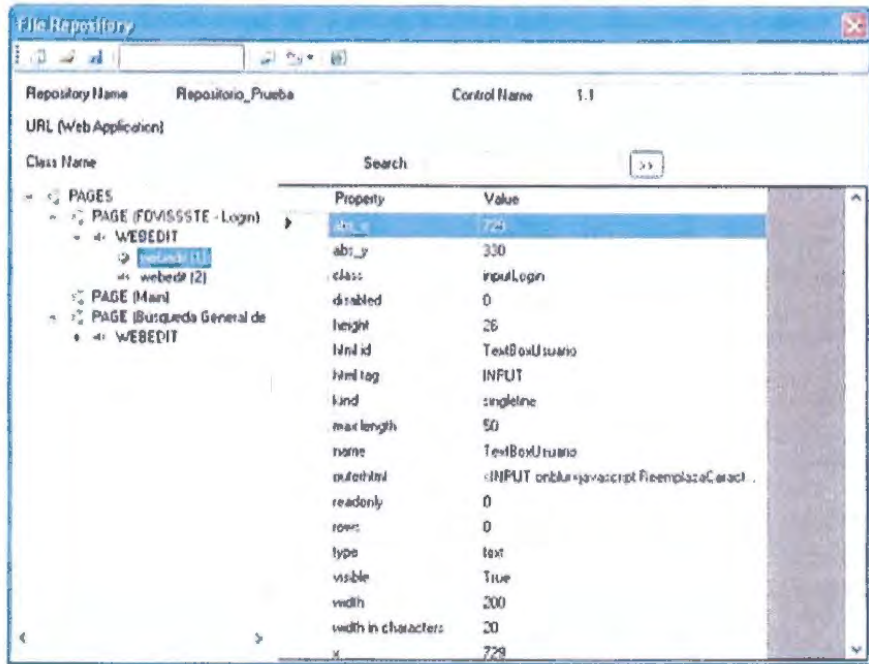 File Repository
Repository Name Repositorio_Prueba Control Name 1.1
URL (Web Application)
Class Name Search >>
PAGES
PAGE (FOVISSSTE - Login)
WEBEDIT
webedit (1)
webedit (2)
PAGE (Main)
PAGE (Búsqueda General de
WEBEDIT
Property Value
abs_x 729
abs_y 330
class inputLogin
disabled 0
height 26
html id TextBoxUsuario
html tag INPUT
kind singleline
max length 50
name TextBoxUsuario
outerhtml <INPUT onblur=javascript:ReemplazaCaract...
readonly 0
rows 0
type text
visible True
width 200
width in characters 20
x 729